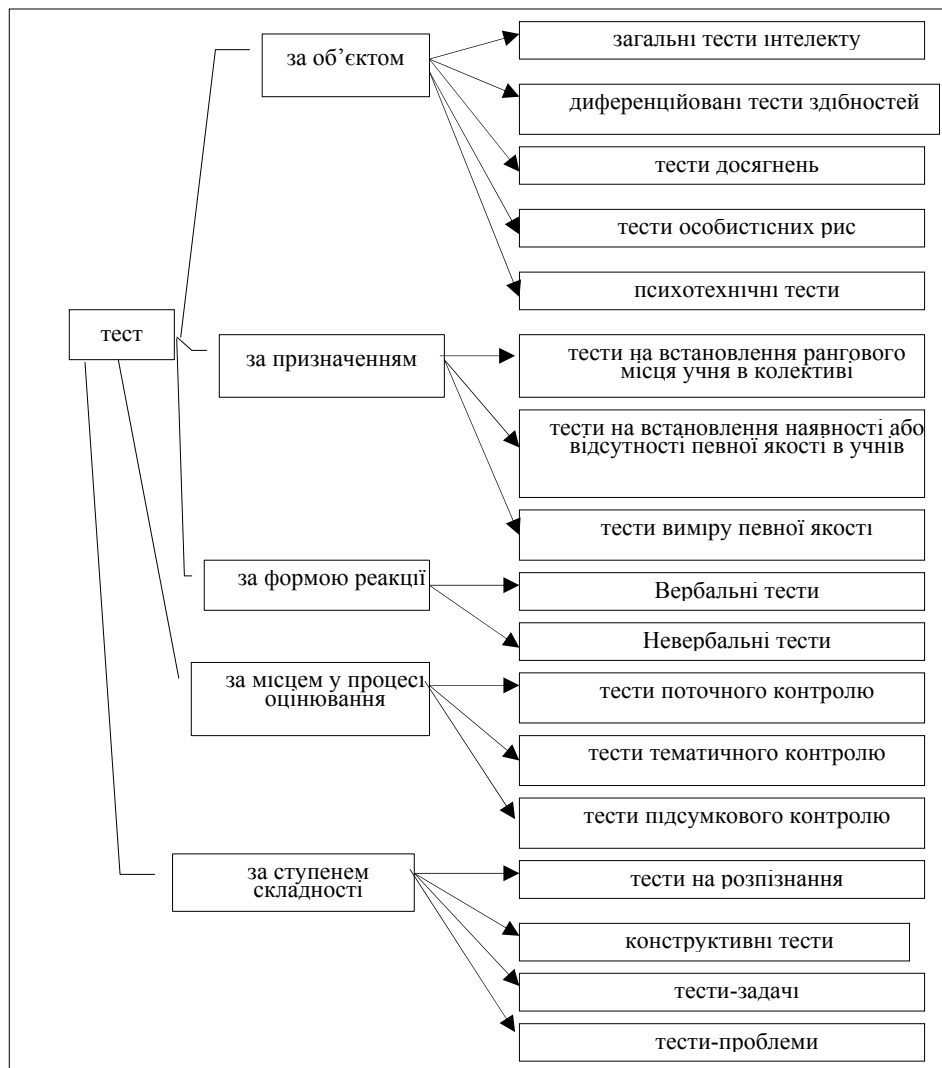 тест
за об’єктом
загальні тести інтелекту
диференційовані тести здібностей
тести досягнень
тести особистісних рис
психотехнічні тести
за призначенням
тести на встановлення рангового
місця учня в колективі
тести на встановлення наявності або
відсутності певної якості в учнів
тести виміру певної якості
за формою реакції
Вербальні тести
Невербальні тести
за місцем у процесі
оцінювання
тести поточного контролю
тести тематичного контролю
тести підсумкового контролю
за ступенем
складності
тести на розпізнання
конструктивні тести
тести-задачі
тести-проблеми